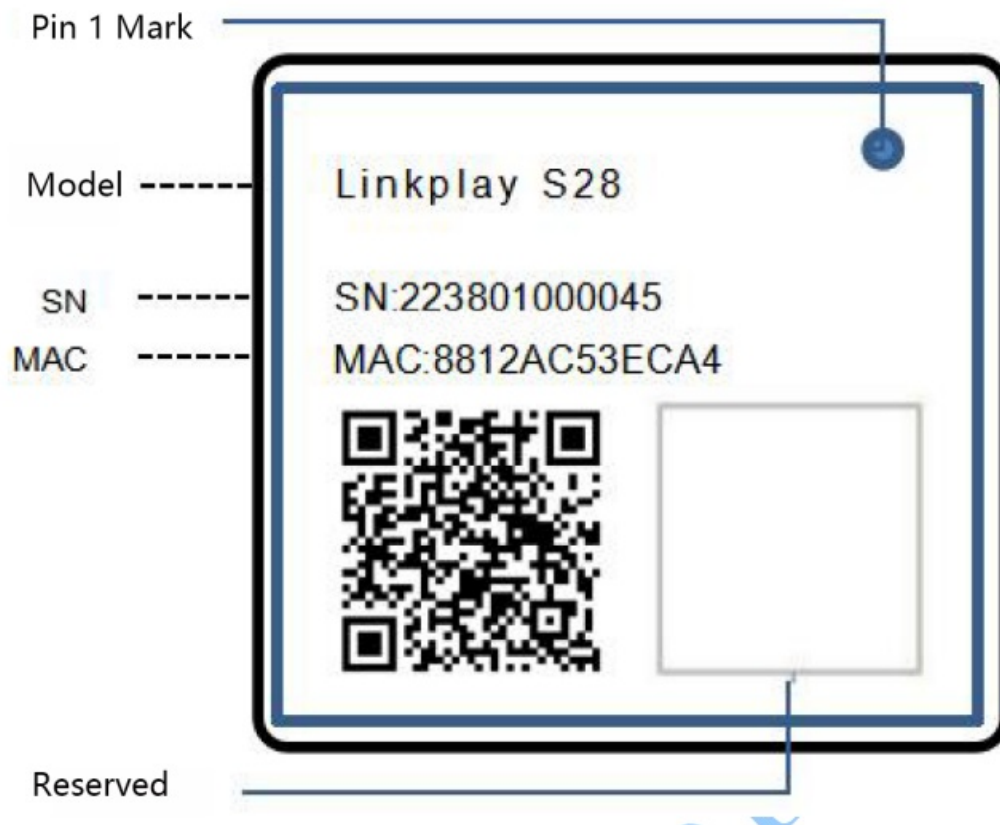 Pin 1 Mark
Model
Linkplay S28
SN
SN:223801000045
MAC
MAC:8812AC53ECA4
Reserved